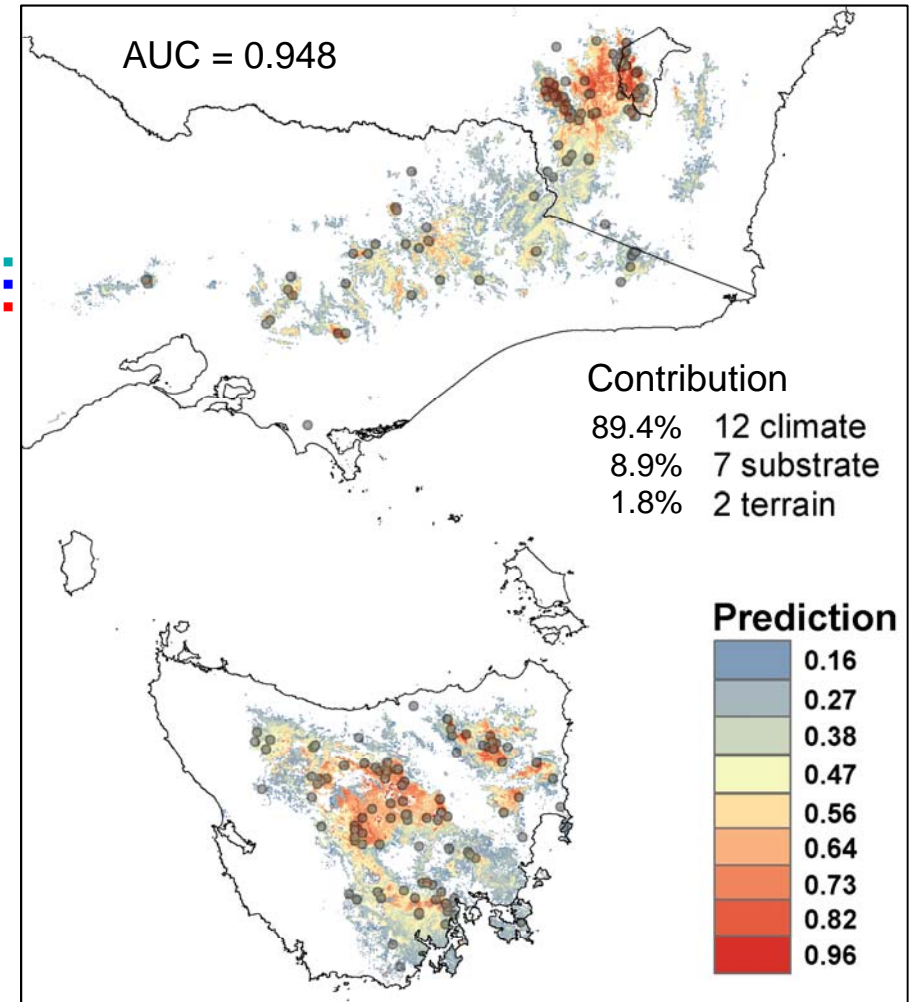 AUC = 0.948
Contribution
89.4% 12 climate
8.9% 7 substrate
1.8% 2 terrain
Prediction
0.16
0.27
0.38
0.47
0.56
0.64
0.73
0.82
0.96